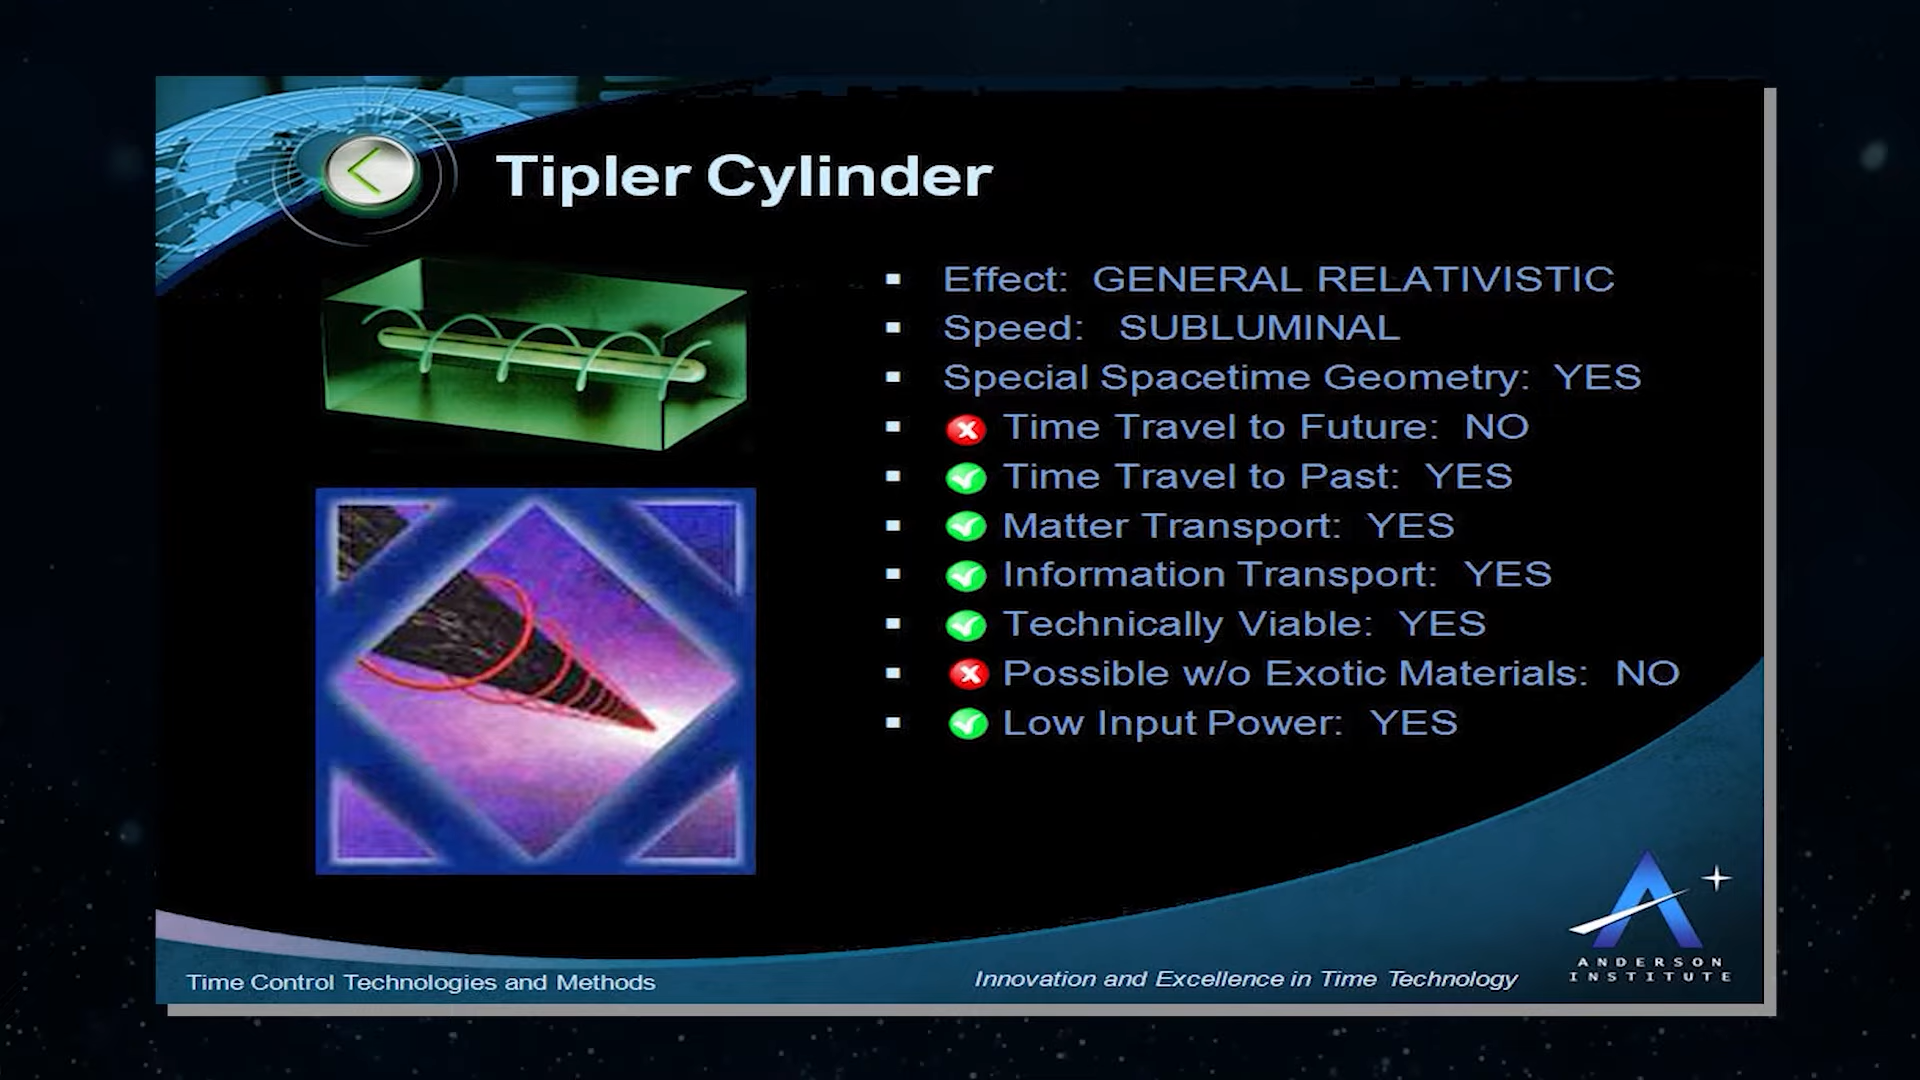 Tipler Cylinder
Effect: GENERAL RELATIVISTIC
Speed: SUBLUMINAL
Special Spacetime Geometry: YES
Time Travel to Future: NO
Time Travel to Past: YES
Matter Transport: YES
Information Transport: YES
Technically Viable: YES
Possible w/o Exotic Materials: NO
Low Input Power: YES
Time Control Technologies and Methods
Innovation and Excellence in Time Technology
ANDERSON
INSTITUTE